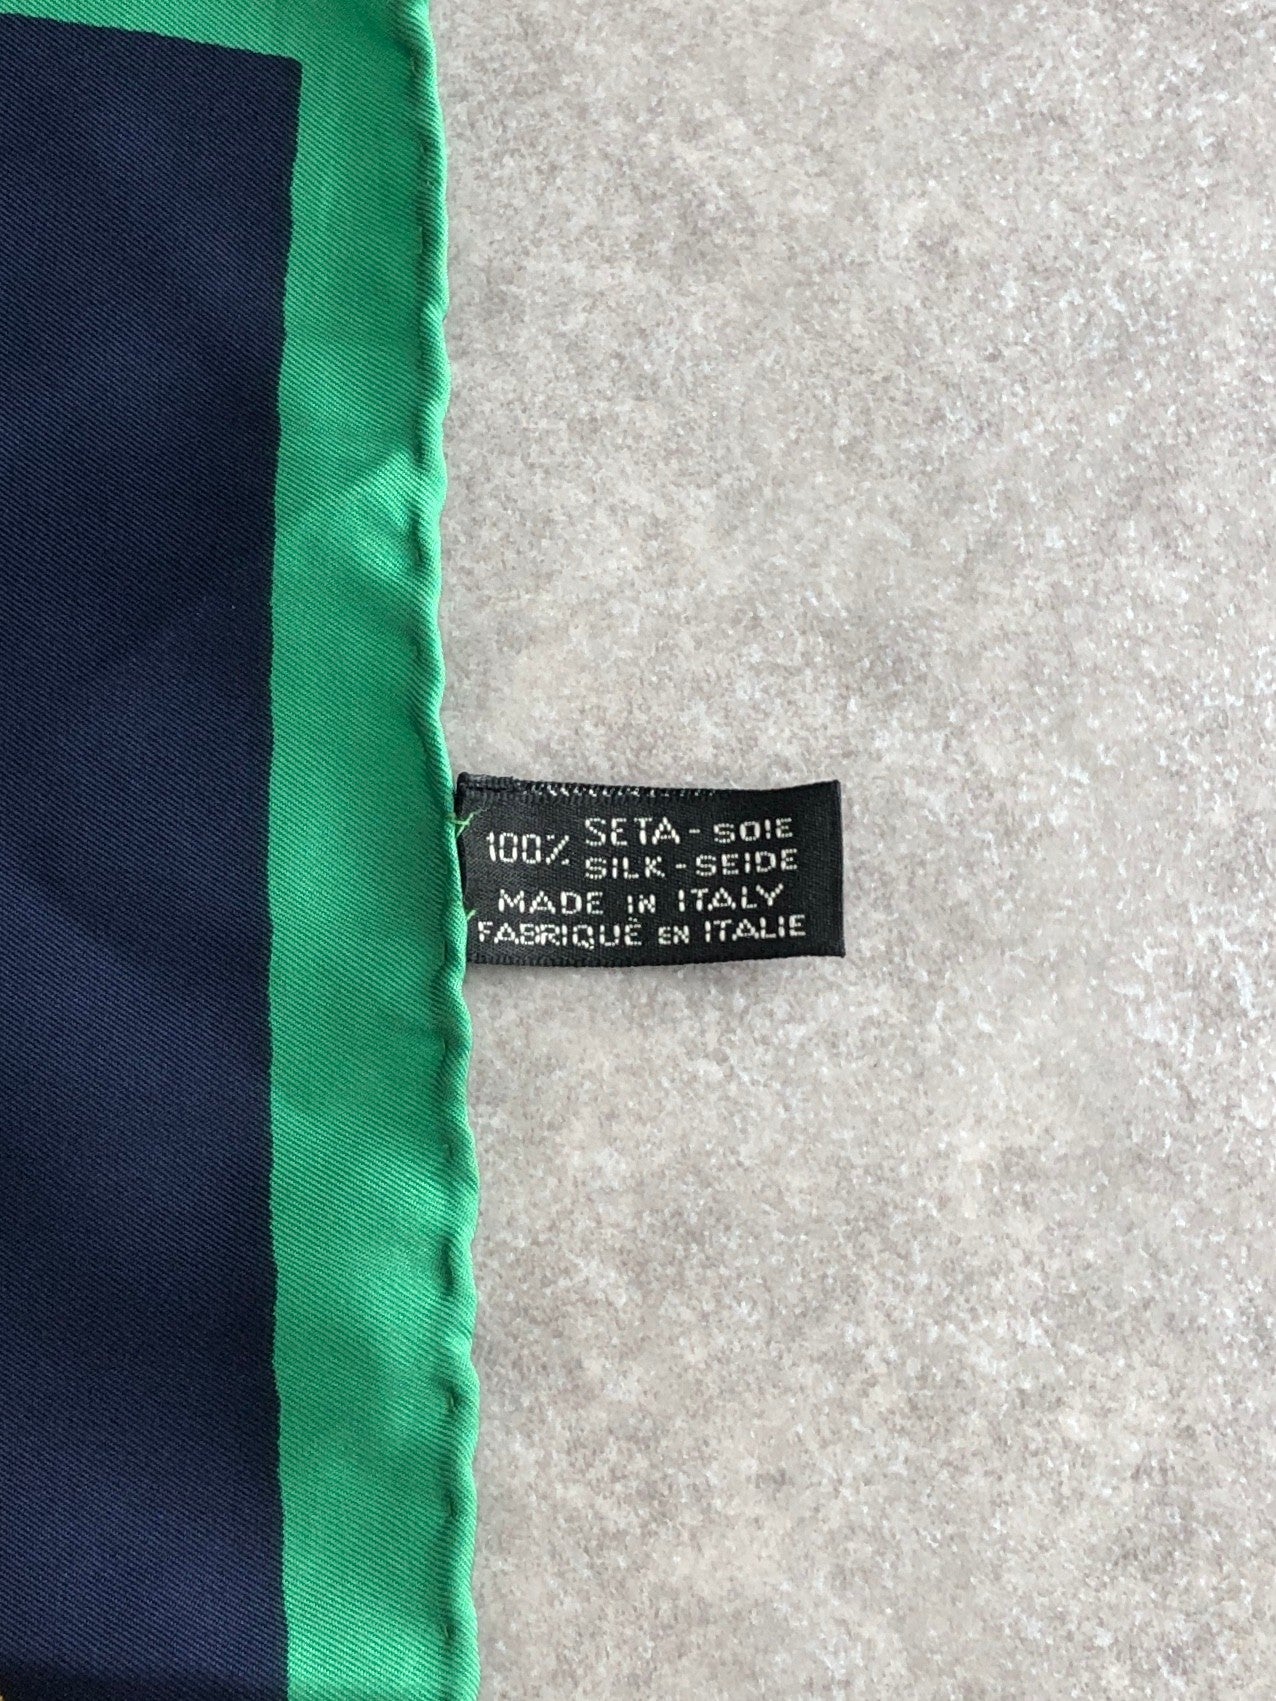 100% SETA - SOIE
SILK - SEIDE
MADE IN ITALY
FABRIQUÉ EN ITALIE